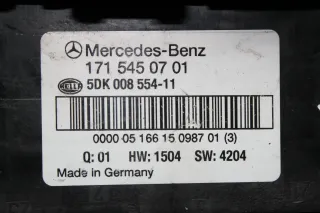 Mercedes-Benz
171 545 07 01
HELLA 5DK 008 554-11
0000 05 166 15 0987 01 (3)
Q: 01 HW: 1504 SW: 4204
Made in Germany